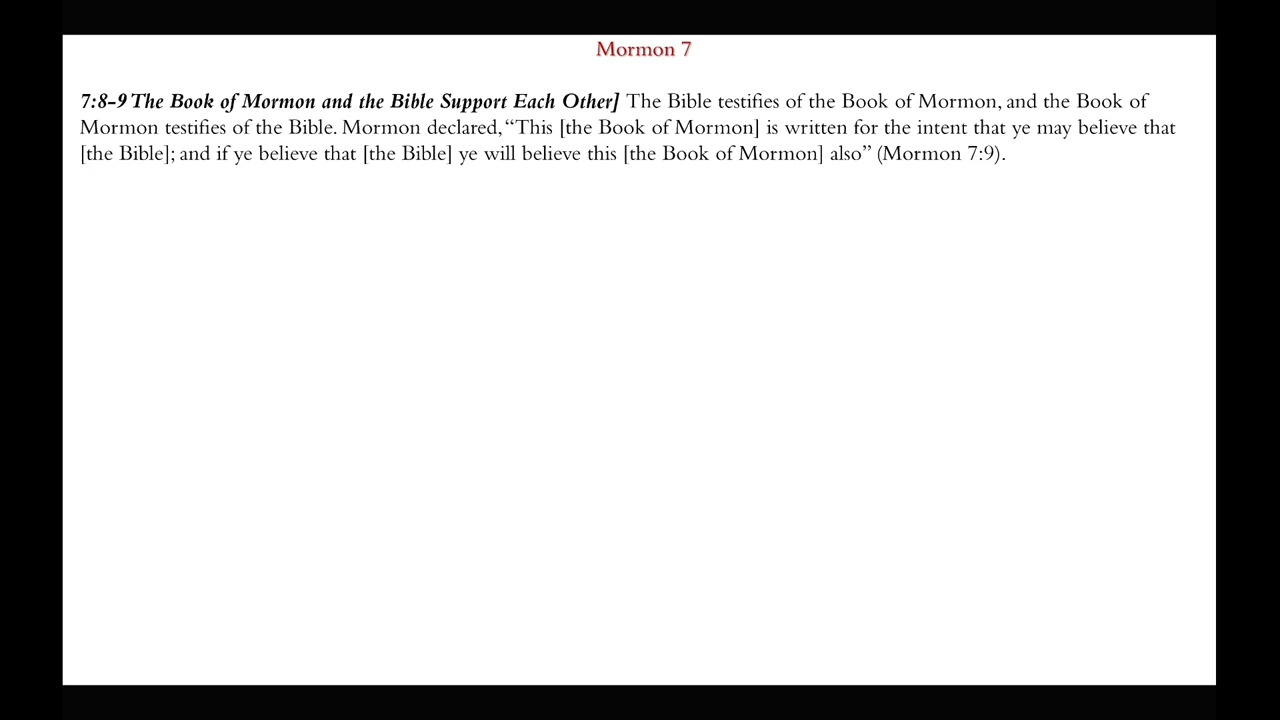 Mormon 7
7:8-9 The Book of Mormon and the Bible Support Each Other] The Bible testifies of the Book of Mormon, and the Book of
Mormon testifies of the Bible. Mormon declared, “This [the Book of Mormon] is written for the intent that ye may believe that
[the Bible]; and if ye believe that [the Bible] ye will believe this [the Book of Mormon] also” (Mormon 7:9).